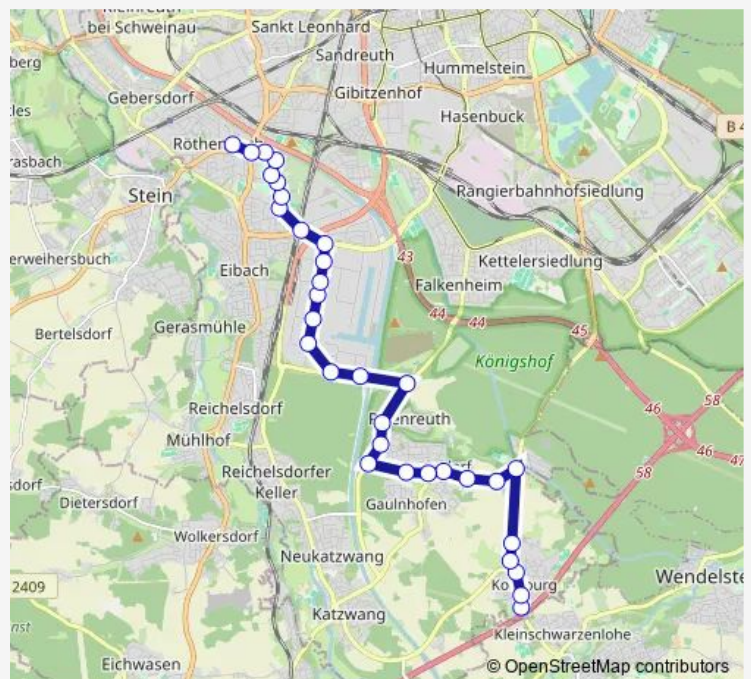 bei Schweinau
Sankt Leonhard
Sandreuth
Hummelstein
Gebersdorf
Gibitzenhof
Hasenbuck
B 4
Stein
Rangierbahnhofsiedlung
Eibach
43
Kettelersiedlung
Falkenheim
Gerasmühle
44
44
45
Bertelsdorf
Königshof
Reichelsdorf
46
58
Mühlhof
46
58
Reichelsdorfer
Keller
Gaulnhofen
Dietersdorf
Wolkersdorf
Neukatzwang
2409
Katzwang
Kleinschwarzenlohe
Eichwasen
© OpenStreetMap contributors